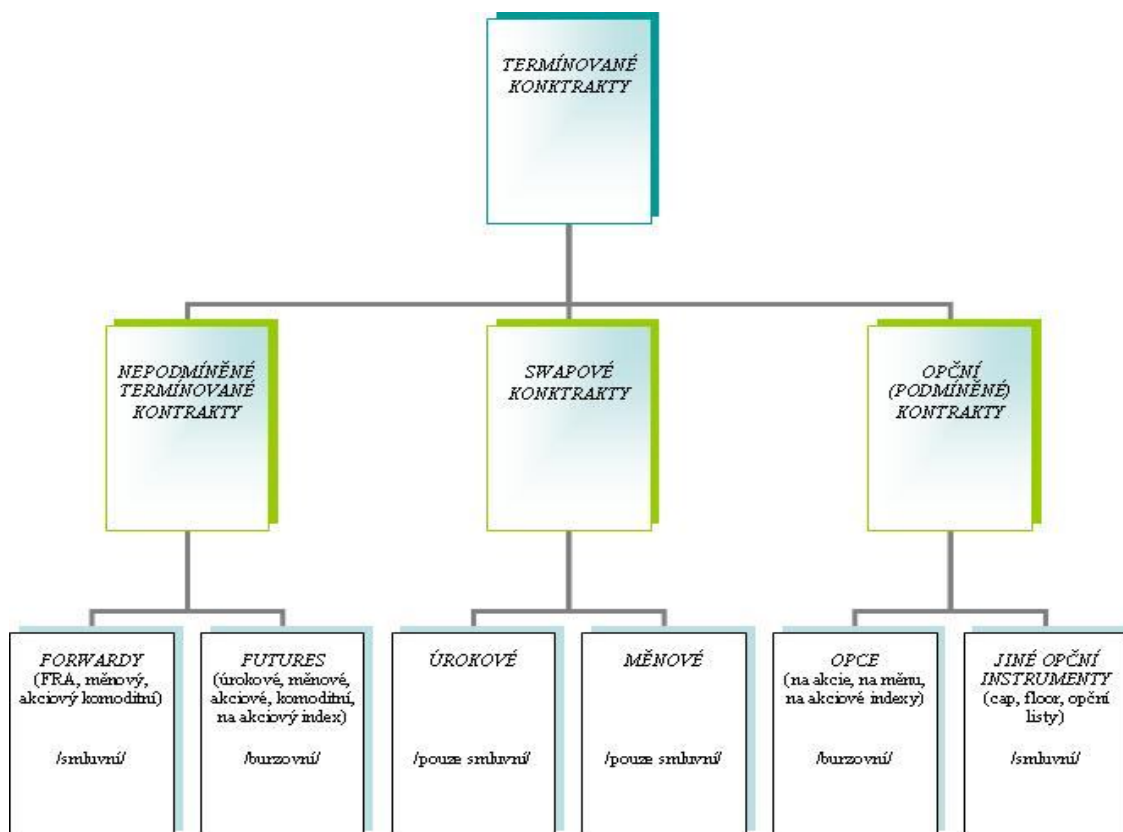 TERMÍNOVANÉ
KONKTRAKTY
NEPODMÍNĚNÉ
TERMÍNOVANÉ
KONTRAKTY
SWAPOVÉ
KONKTRAKTY
OPČNÍ
(PODMÍNĚNÉ)
KONTRAKTY
FORWARDY
(FRA, měnový,
akciový komoditní)
/smluvní/
FUTURES
(úrokové, měnové,
akciové, komoditní,
na akciový index)
/burzovní/
ÚROKOVÉ
/pouze smluvní/
MĚNOVÉ
/pouze smluvní/
OPCE
(na akcie, na měnu,
na akciové indexy)
/burzovní/
JINÉ OPČNÍ
INSTRUMENTY
(cap, floor, opční
listy)
/smluvní/